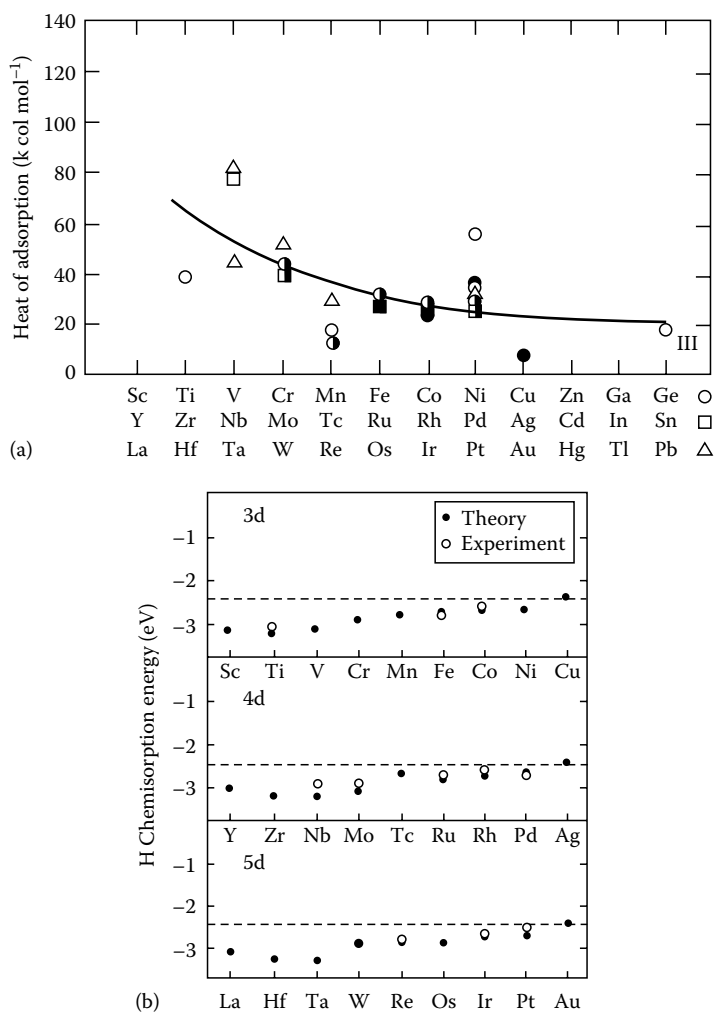 140
120
100
80
60
40
20
0
Heat of adsorption (k col mol⁻¹)
III
Sc Ti V Cr Mn Fe Co Ni Cu Zn Ga Ge
Y Zr Nb Mo Tc Ru Rh Pd Ag Cd In Sn
(a) La Hf Ta W Re Os Ir Pt Au Hg Tl Pb
3d
Theory
Experiment
−1
−2
−3
Sc Ti V Cr Mn Fe Co Ni Cu
4d
−1
−2
−3
H Chemisorption energy (eV)
Y Zr Nb Mo Tc Ru Rh Pd Ag
5d
−1
−2
−3
(b) La Hf Ta W Re Os Ir Pt Au